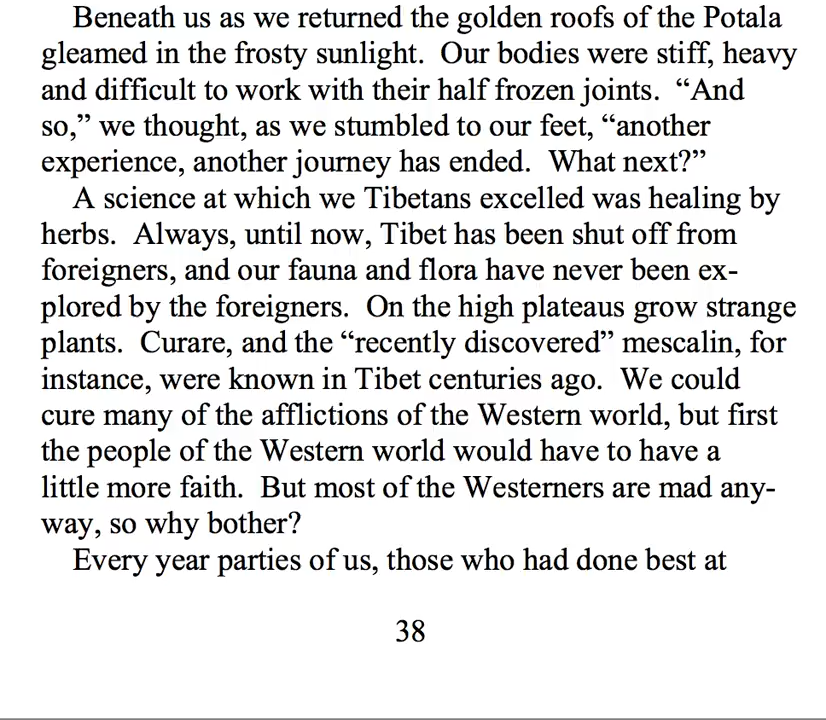 Beneath us as we returned the golden roofs of the Potala
gleamed in the frosty sunlight.  Our bodies were stiff, heavy
and difficult to work with their half frozen joints.  “And
so,” we thought, as we stumbled to our feet, “another
experience, another journey has ended.  What next?”
A science at which we Tibetans excelled was healing by
herbs.  Always, until now, Tibet has been shut off from
foreigners, and our fauna and flora have never been ex-
plored by the foreigners.  On the high plateaus grow strange
plants.  Curare, and the “recently discovered” mescalin, for
instance, were known in Tibet centuries ago.  We could
cure many of the afflictions of the Western world, but first
the people of the Western world would have to have a
little more faith.  But most of the Westerners are mad any-
way, so why bother?
Every year parties of us, those who had done best at
38